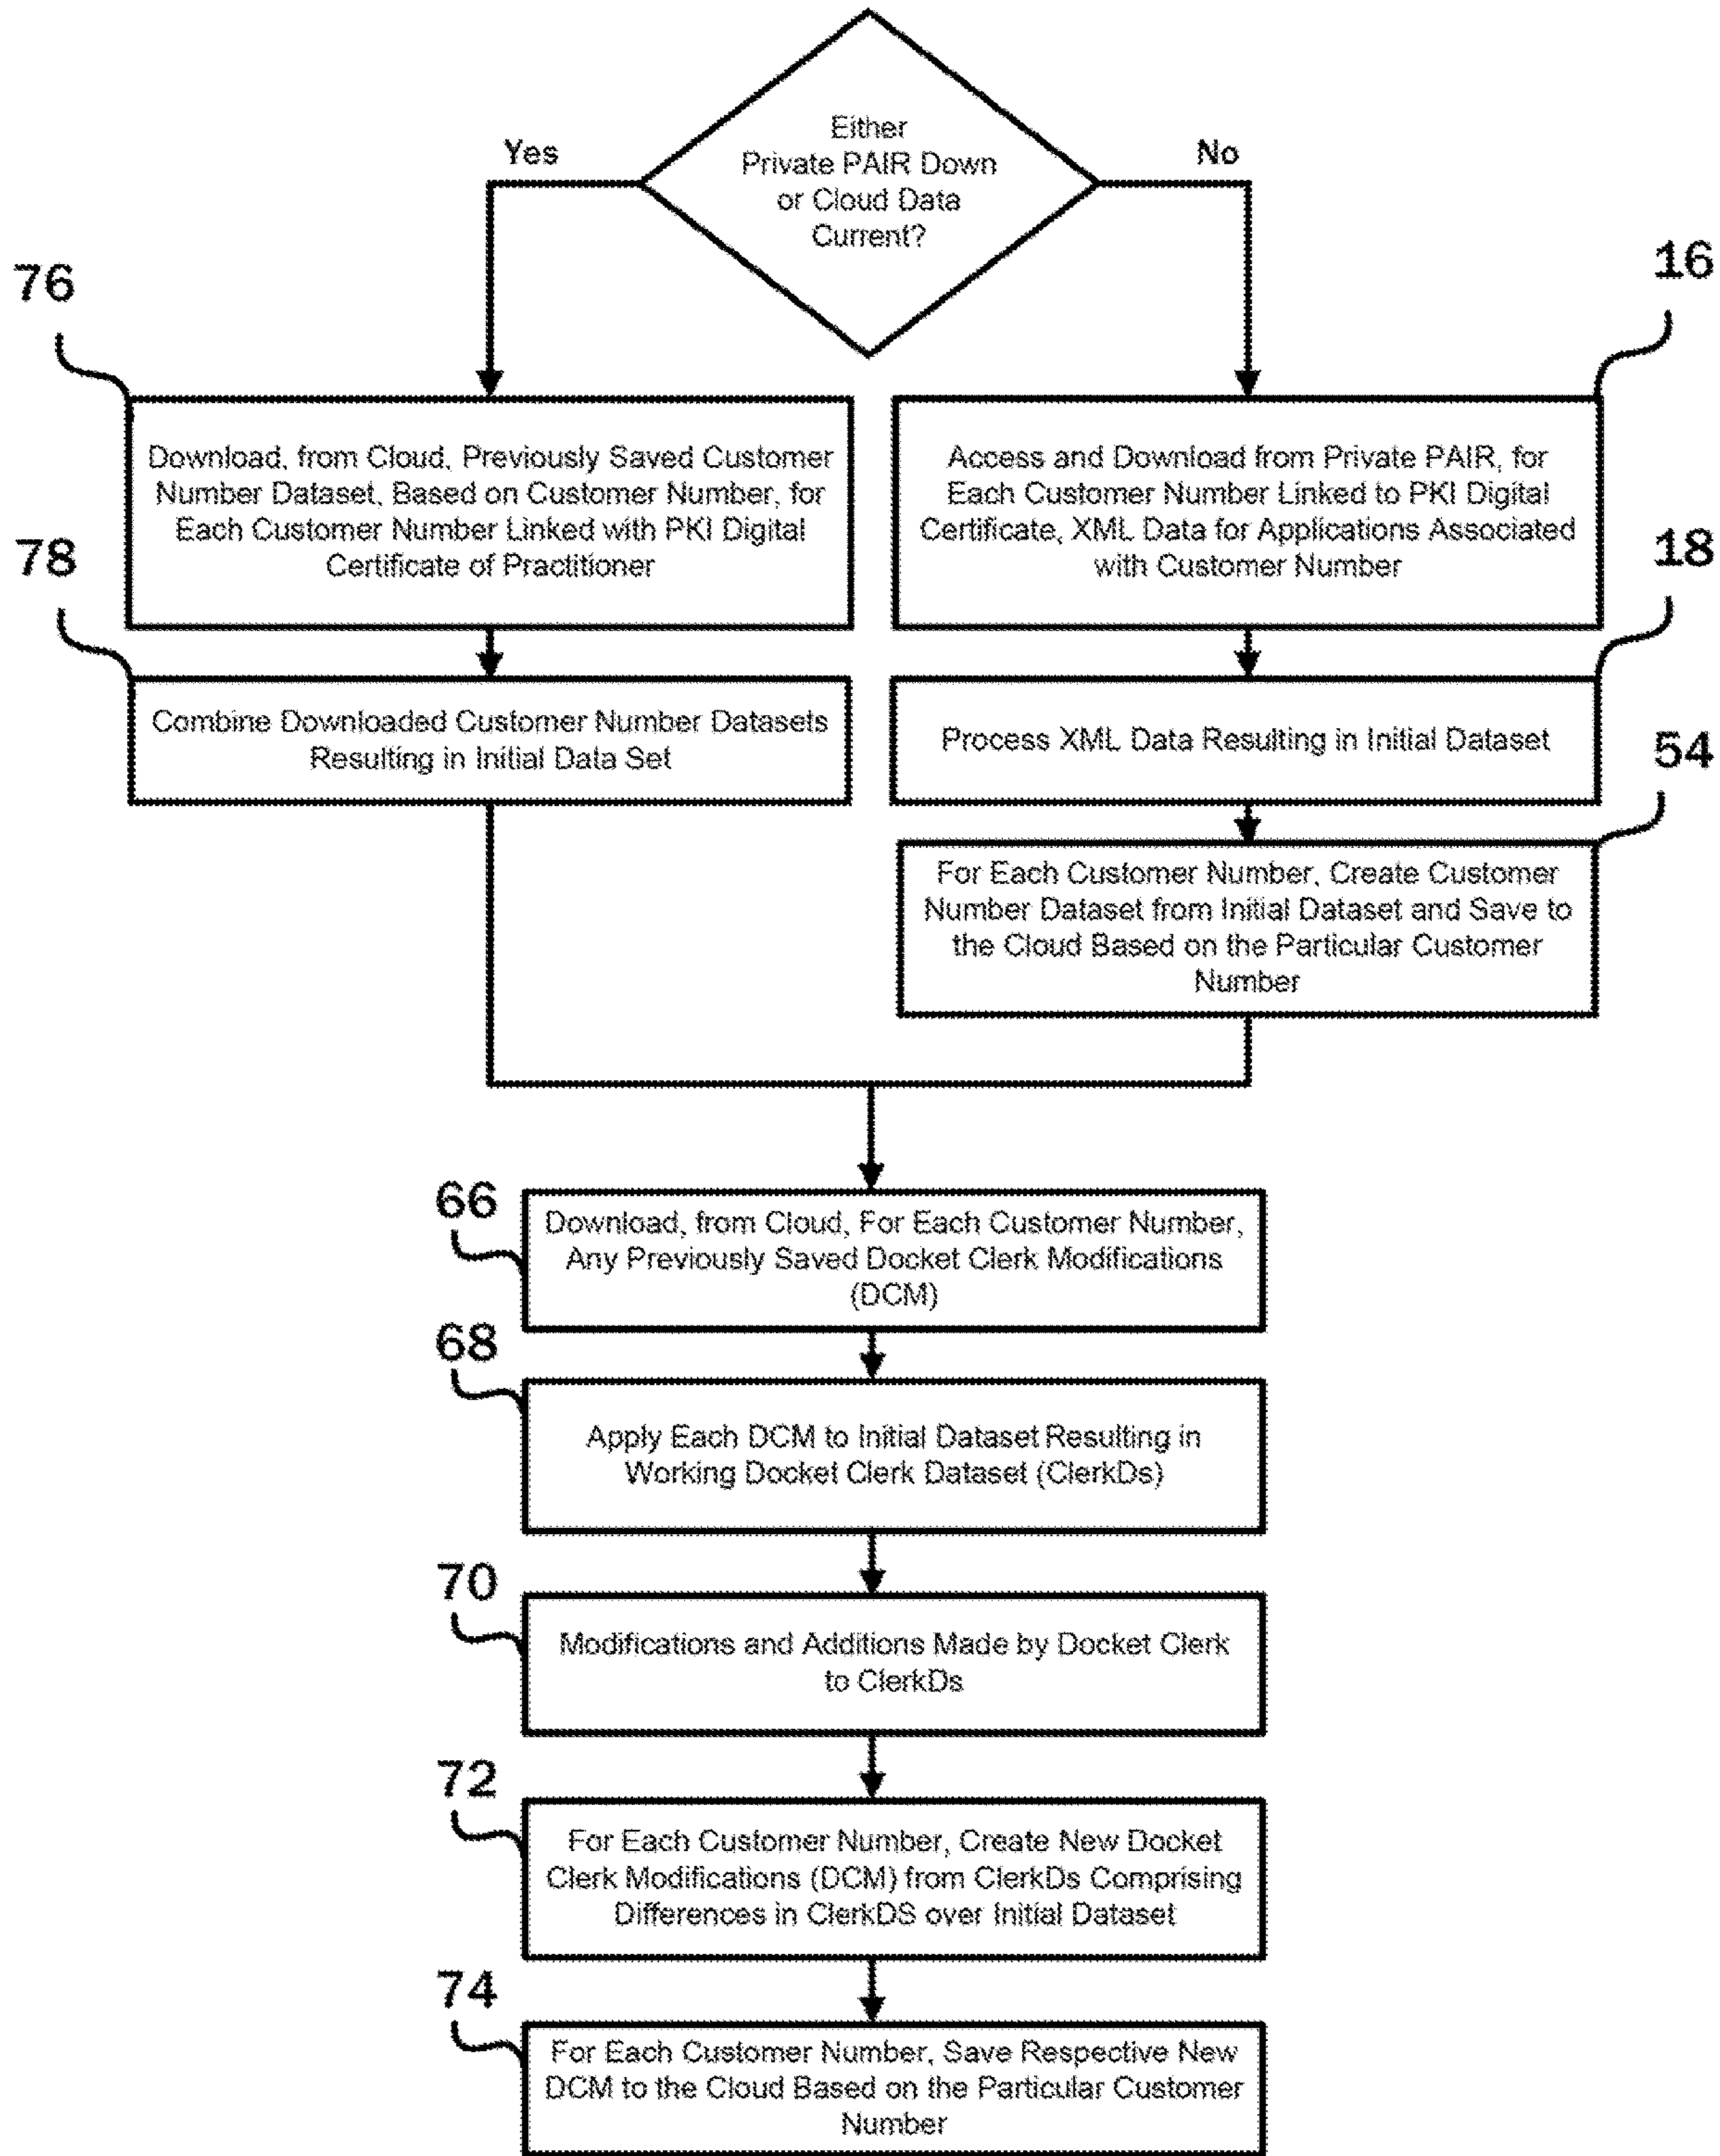 Either
Private PAIR Down
or Cloud Data
Current?
Yes
No
76
16
Download, from Cloud, Previously Saved Customer
Number Dataset, Based on Customer Number, for
Each Customer Number Linked with PKI Digital
Certificate of Practitioner
Access and Download from Private PAIR, for
Each Customer Number Linked to PKI Digital
Certificate, XML Data for Applications Associated
with Customer Number
78
18
Combine Downloaded Customer Number Datasets
Resulting in Initial Data Set
Process XML Data Resulting in Initial Dataset
54
For Each Customer Number, Create Customer
Number Dataset from Initial Dataset and Save to
the Cloud Based on the Particular Customer
Number
66
Download, from Cloud, For Each Customer Number,
Any Previously Saved Docket Clerk Modifications
(DCM)
68
Apply Each DCM to Initial Dataset Resulting in
Working Docket Clerk Dataset (ClerkDs)
70
Modifications and Additions Made by Docket Clerk
to ClerkDs
72
For Each Customer Number, Create New Docket
Clerk Modifications (DCM) from ClerkDs Comprising
Differences in ClerkDS over Initial Dataset
74
For Each Customer Number, Save Respective New
DCM to the Cloud Based on the Particular Customer
Number